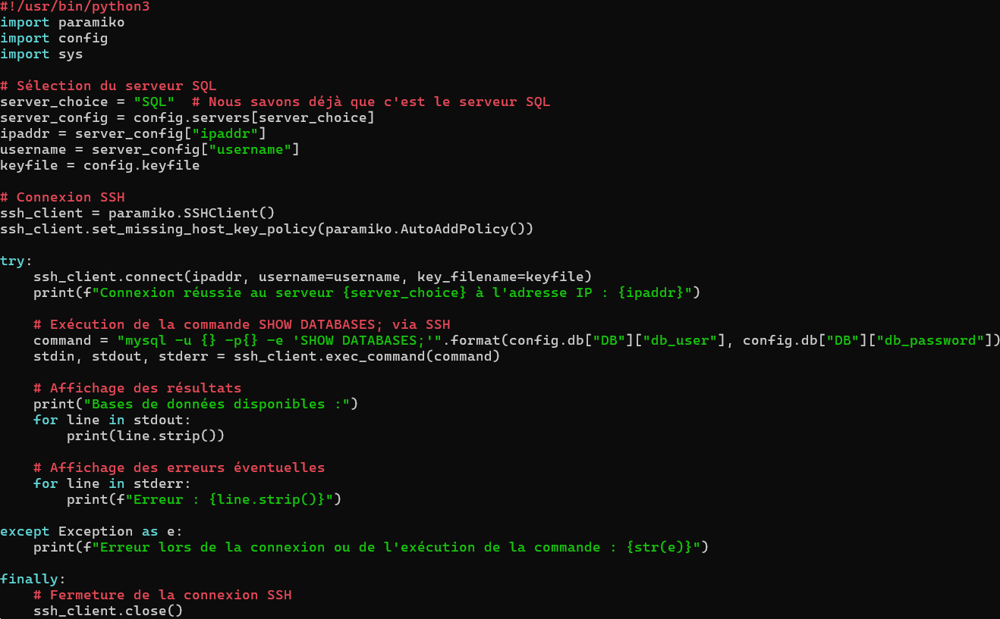 #!/usr/bin/python3
import paramiko
import config
import sys

# Sélection du serveur SQL
server_choice = "SQL"  # Nous savons déjà que c'est le serveur SQL
server_config = config.servers[server_choice]
ipaddr = server_config["ipaddr"]
username = server_config["username"]
keyfile = config.keyfile

# Connexion SSH
ssh_client = paramiko.SSHClient()
ssh_client.set_missing_host_key_policy(paramiko.AutoAddPolicy())

try:
    ssh_client.connect(ipaddr, username=username, key_filename=keyfile)
    print(f"Connexion réussie au serveur {server_choice} à l'adresse IP : {ipaddr}")

    # Exécution de la commande SHOW DATABASES; via SSH
    command = "mysql -u {} -p{} -e 'SHOW DATABASES;'".format(config.db["DB"]["db_user"], config.db["DB"]["db_password"])
    stdin, stdout, stderr = ssh_client.exec_command(command)

    # Affichage des résultats
    print("Bases de données disponibles :")
    for line in stdout:
        print(line.strip())

    # Affichage des erreurs éventuelles
    for line in stderr:
        print(f"Erreur : {line.strip()}")

except Exception as e:
    print(f"Erreur lors de la connexion ou de l'exécution de la commande : {str(e)}")

finally:
    # Fermeture de la connexion SSH
    ssh_client.close()